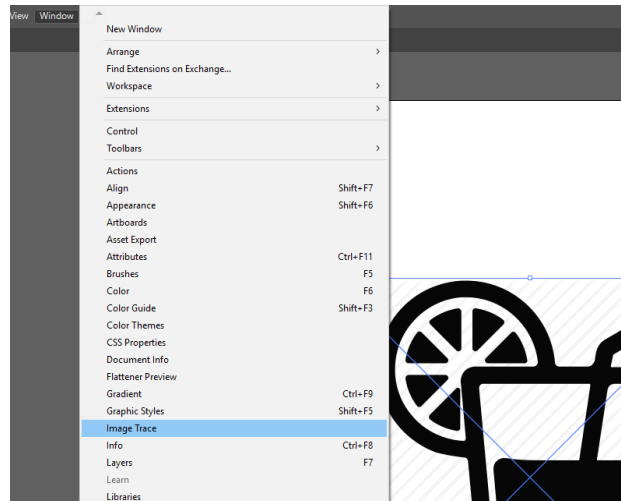 View Window
New Window
Arrange
Find Extensions on Exchange...
Workspace
Extensions
Control
Toolbars
Actions
Align Shift+F7
Appearance Shift+F6
Artboards
Asset Export
Attributes Ctrl+F11
Brushes F5
Color F6
Color Guide Shift+F3
Color Themes
CSS Properties
Document Info
Flattener Preview
Gradient Ctrl+F9
Graphic Styles Shift+F5
Image Trace
Info Ctrl+F8
Layers F7
Learn
Libraries